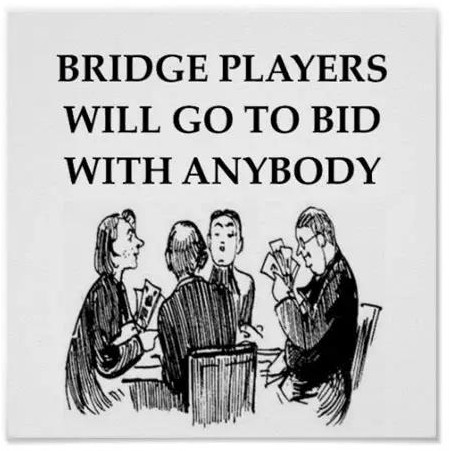 BRIDGE PLAYERS
WILL GO TO BID
WITH ANYBODY